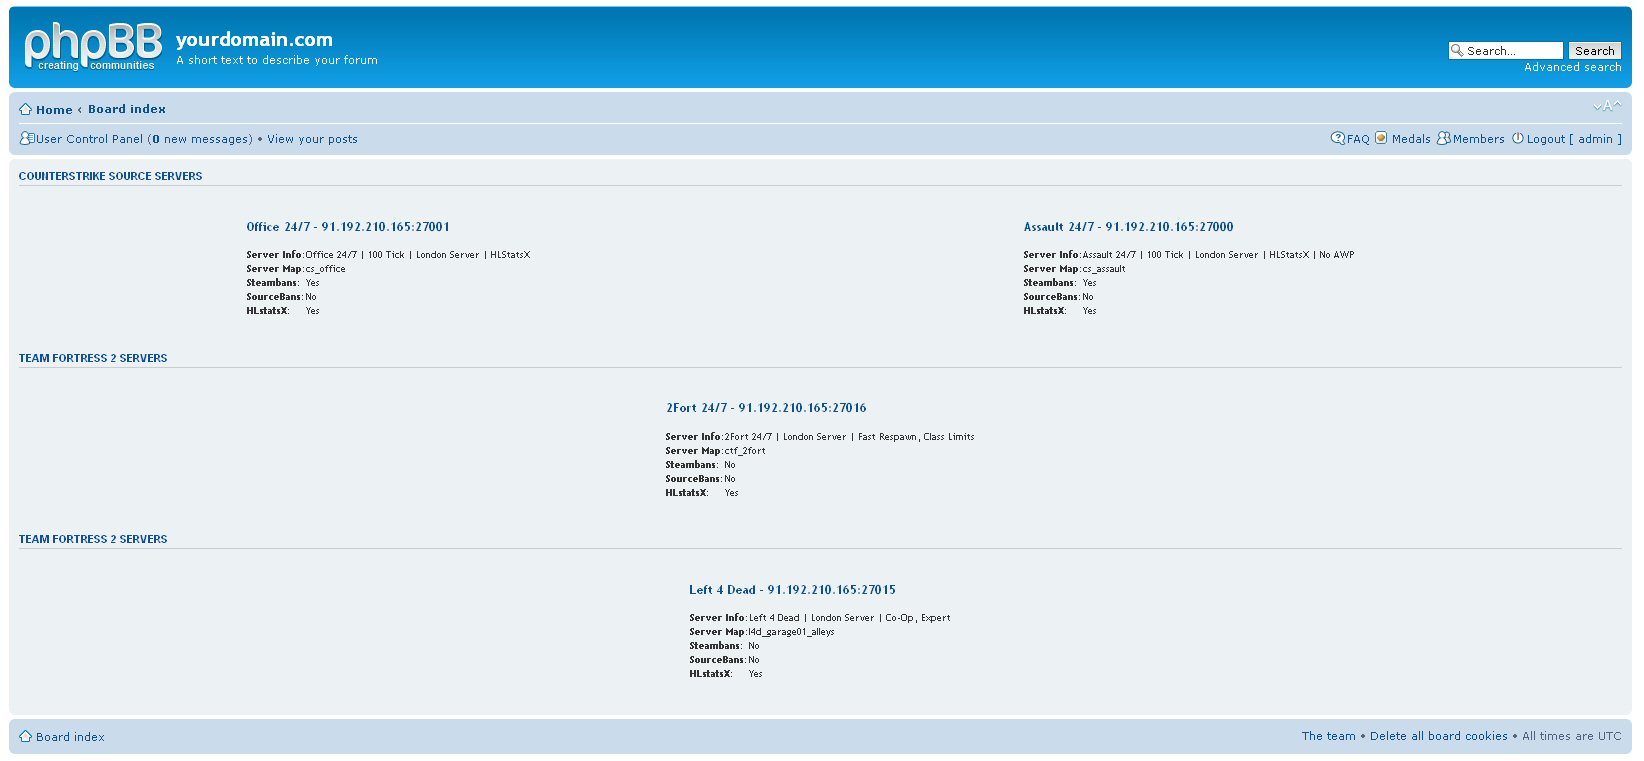 phpBB
creating communities
yourdomain.com
A short text to describe your forum
Search...
Search
Advanced search
Home ‹ Board index
A
User Control Panel (0 new messages) • View your posts
FAQ Medals Members Logout [ admin ]
COUNTERSTRIKE SOURCE SERVERS
Office 24/7 - 91.192.210.165:27001
Server Info: Office 24/7 | 100 Tick | London Server | HLStatsX
Server Map: cs_office
Steambans: Yes
SourceBans: No
HLstatsX: Yes
Assault 24/7 - 91.192.210.165:27000
Server Info: Assault 24/7 | 100 Tick | London Server | HLStatsX | No AWP
Server Map: cs_assault
Steambans: Yes
SourceBans: No
HLstatsX: Yes
TEAM FORTRESS 2 SERVERS
2Fort 24/7 - 91.192.210.165:27016
Server Info: 2Fort 24/7 | London Server | Fast Respawn, Class Limits
Server Map: ctf_2fort
Steambans: No
SourceBans: No
HLstatsX: Yes
TEAM FORTRESS 2 SERVERS
Left 4 Dead - 91.192.210.165:27015
Server Info: Left 4 Dead | London Server | Co-Op, Expert
Server Map: l4d_garage01_alleys
Steambans: No
SourceBans: No
HLstatsX: Yes
Board index
The team • Delete all board cookies • All times are UTC